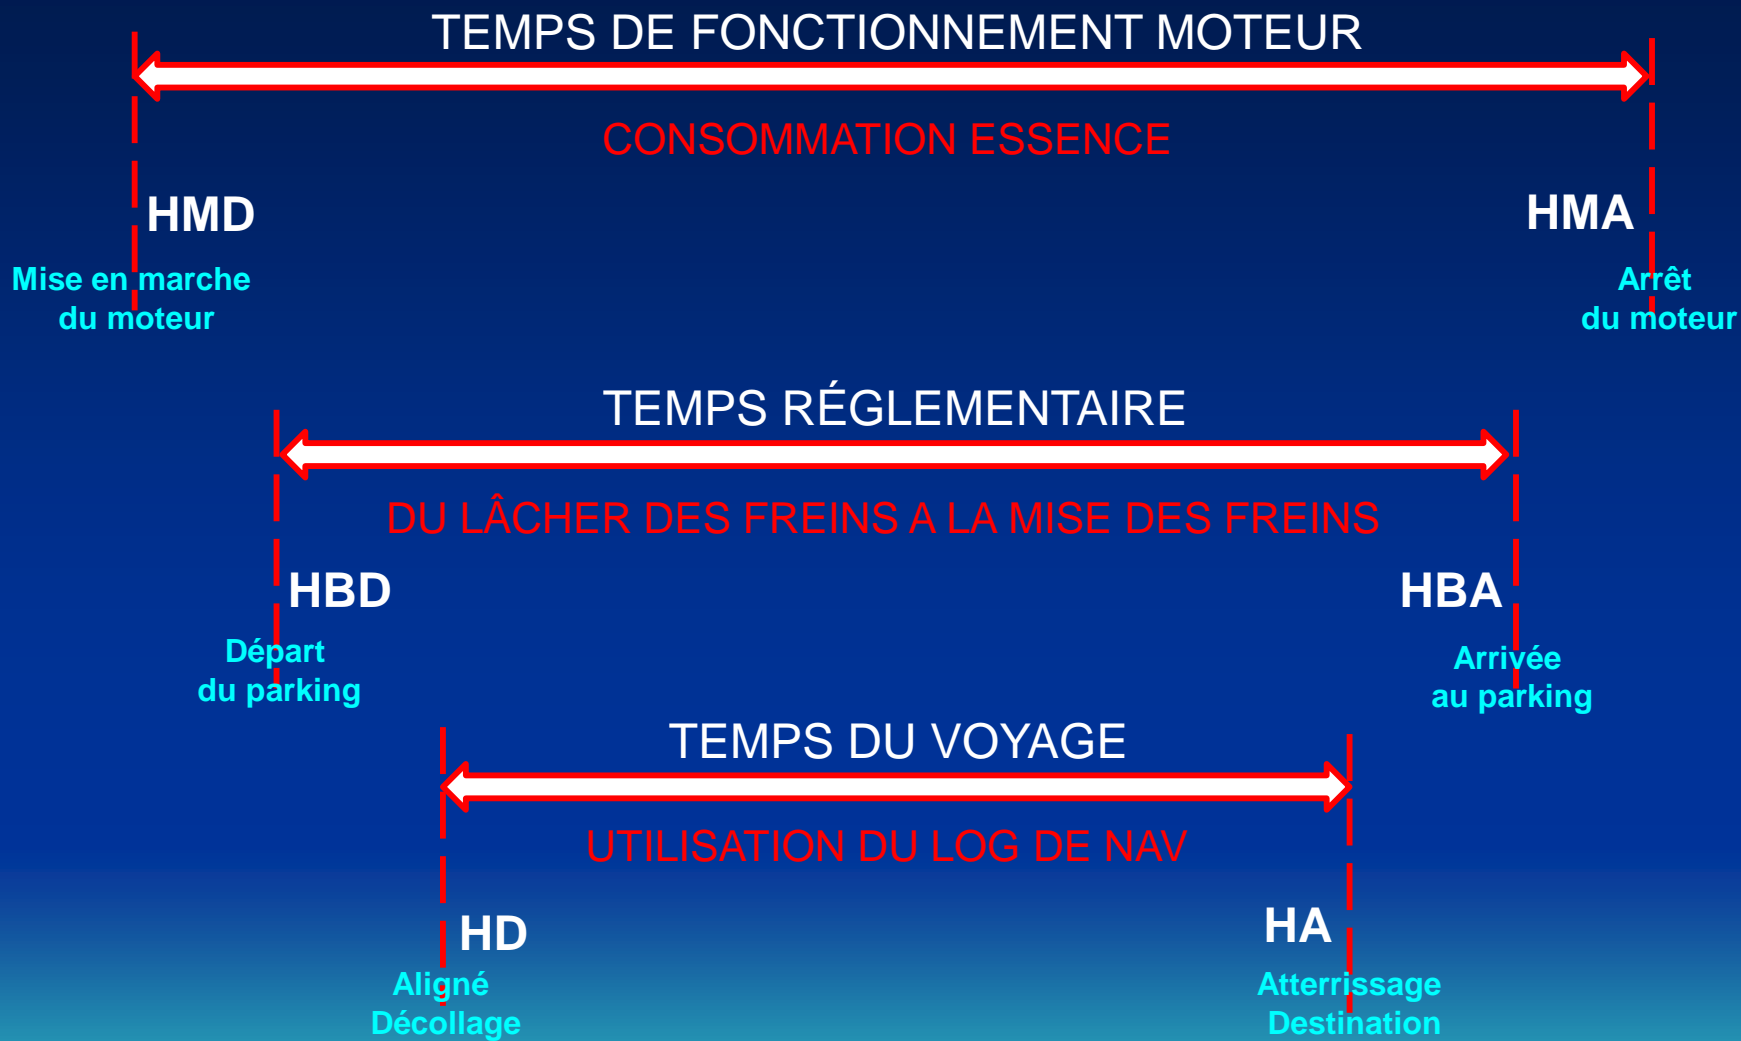 TEMPS DE FONCTIONNEMENT MOTEUR
CONSOMMATION ESSENCE
HMD
HMA
Mise en marche
du moteur
Arrêt
du moteur
TEMPS RÉGLEMENTAIRE
DU LÂCHER DES FREINS A LA MISE DES FREINS
HBD
HBA
Départ
du parking
Arrivée
au parking
TEMPS DU VOYAGE
UTILISATION DU LOG DE NAV
HD
HA
Aligné
Décollage
Atterrissage
Destination